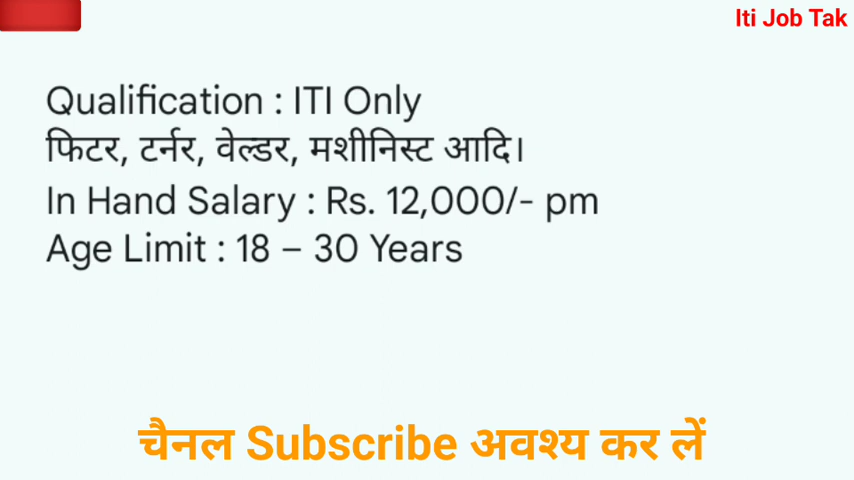 Iti Job Tak
Qualification : ITI Only
फिटर, टर्नर, वेल्डर, मशीनिस्ट आदि।
In Hand Salary : Rs. 12,000/- pm
Age Limit : 18 – 30 Years
चैनल Subscribe अवश्य कर लें